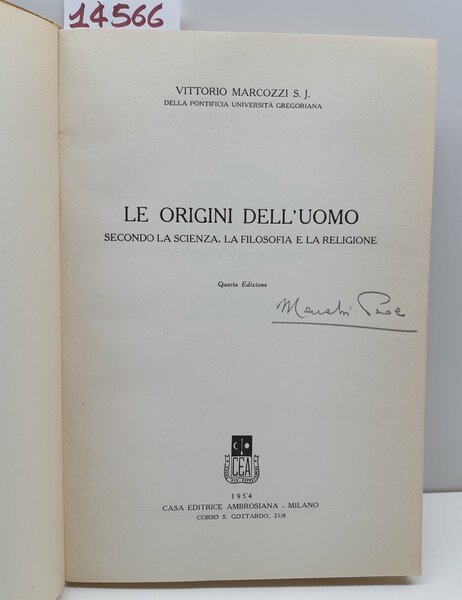 14566
VITTORIO MARCOZZI S. J.
DELLA PONTIFICIA UNIVERSITÀ GREGORIANA
LE ORIGINI DELL'UOMO
SECONDO LA SCIENZA, LA FILOSOFIA E LA RELIGIONE
Quarta Edizione
CEA
1954
CASA EDITRICE AMBROSIANA - MILANO
CORSO S. GOTTARDO, 21/8